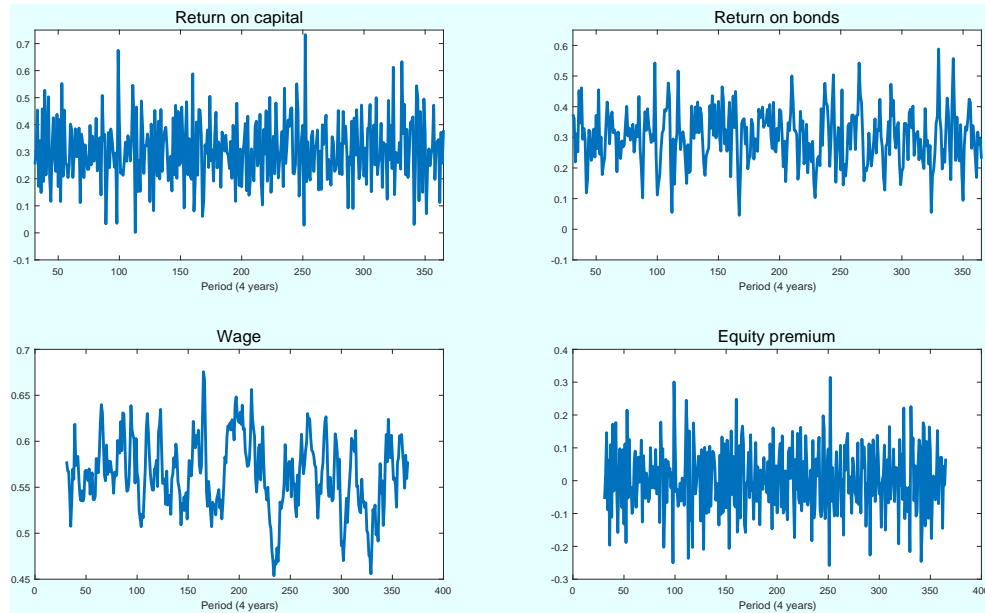 Return on capital
0.7
0.6
0.5
0.4
0.3
0.2
0.1
0
-0.1
50 100 150 200 250 300 350
Period (4 years)
Return on bonds
0.6
0.5
0.4
0.3
0.2
0.1
0
-0.1
50 100 150 200 250 300 350
Period (4 years)
Wage
0.7
0.65
0.6
0.55
0.5
0.45
0 50 100 150 200 250 300 350 400
Period (4 years)
Equity premium
0.4
0.3
0.2
0.1
0
-0.1
-0.2
-0.3
0 50 100 150 200 250 300 350 400
Period (4 years)